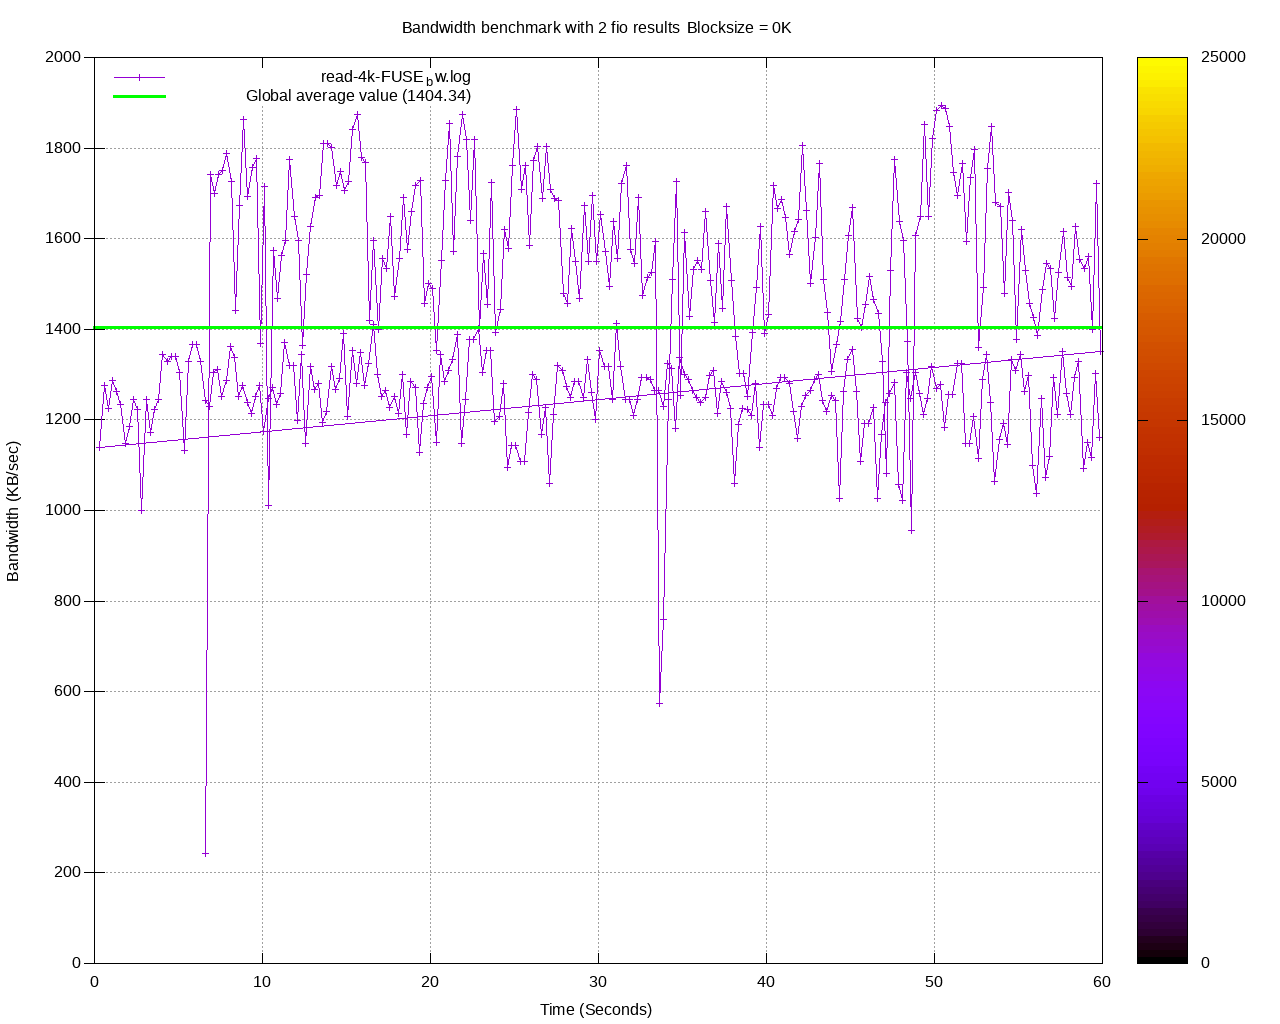 Bandwidth benchmark with 2 fio results Blocksize = 0K
read-4k-FUSE_bw.log
Global average value (1404.34)
2000
1800
1600
1400
1200
1000
800
600
400
200
0
Bandwidth (KB/sec)
0 10 20 30 40 50 60
Time (Seconds)
25000
20000
15000
10000
5000
0